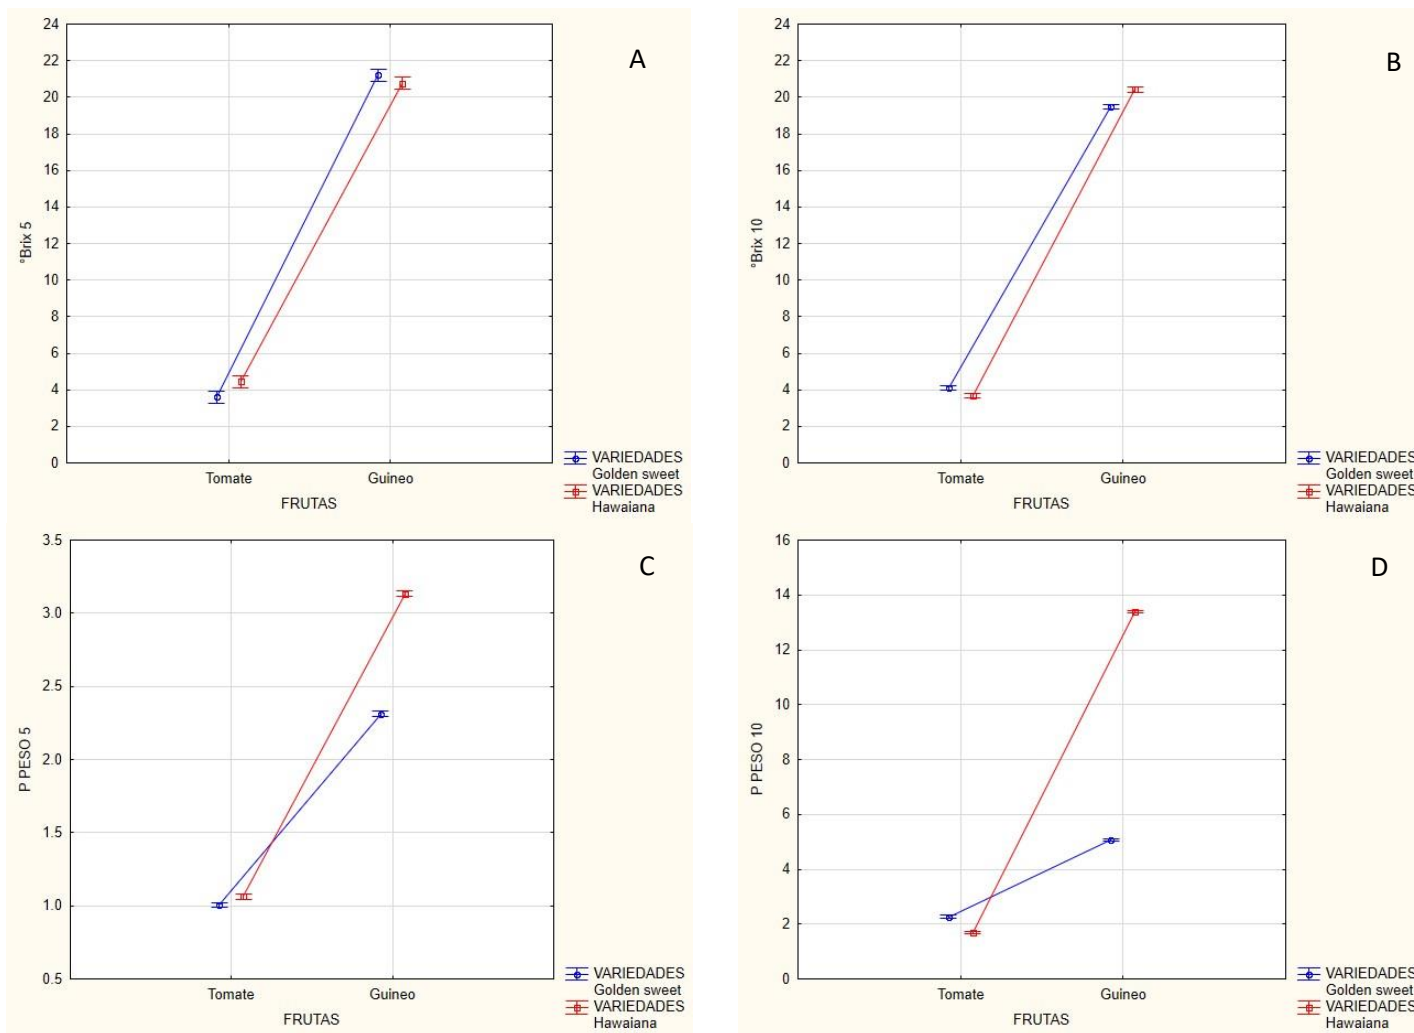 24
22
20
18
16
14
12
10
8
6
4
2
0
°Brix 5
Tomate Guineo
FRUTAS
A
VARIEDADES
Golden sweet
VARIEDADES
Hawaiana
24
22
20
18
16
14
12
10
8
6
4
2
0
°Brix 10
Tomate Guineo
FRUTAS
B
VARIEDADES
Golden sweet
VARIEDADES
Hawaiana
3.5
3.0
2.5
2.0
1.5
1.0
0.5
P PESO 5
Tomate Guineo
FRUTAS
C
VARIEDADES
Golden sweet
VARIEDADES
Hawaiana
16
14
12
10
8
6
4
2
0
P PESO 10
Tomate Guineo
FRUTAS
D
VARIEDADES
Golden sweet
VARIEDADES
Hawaiana